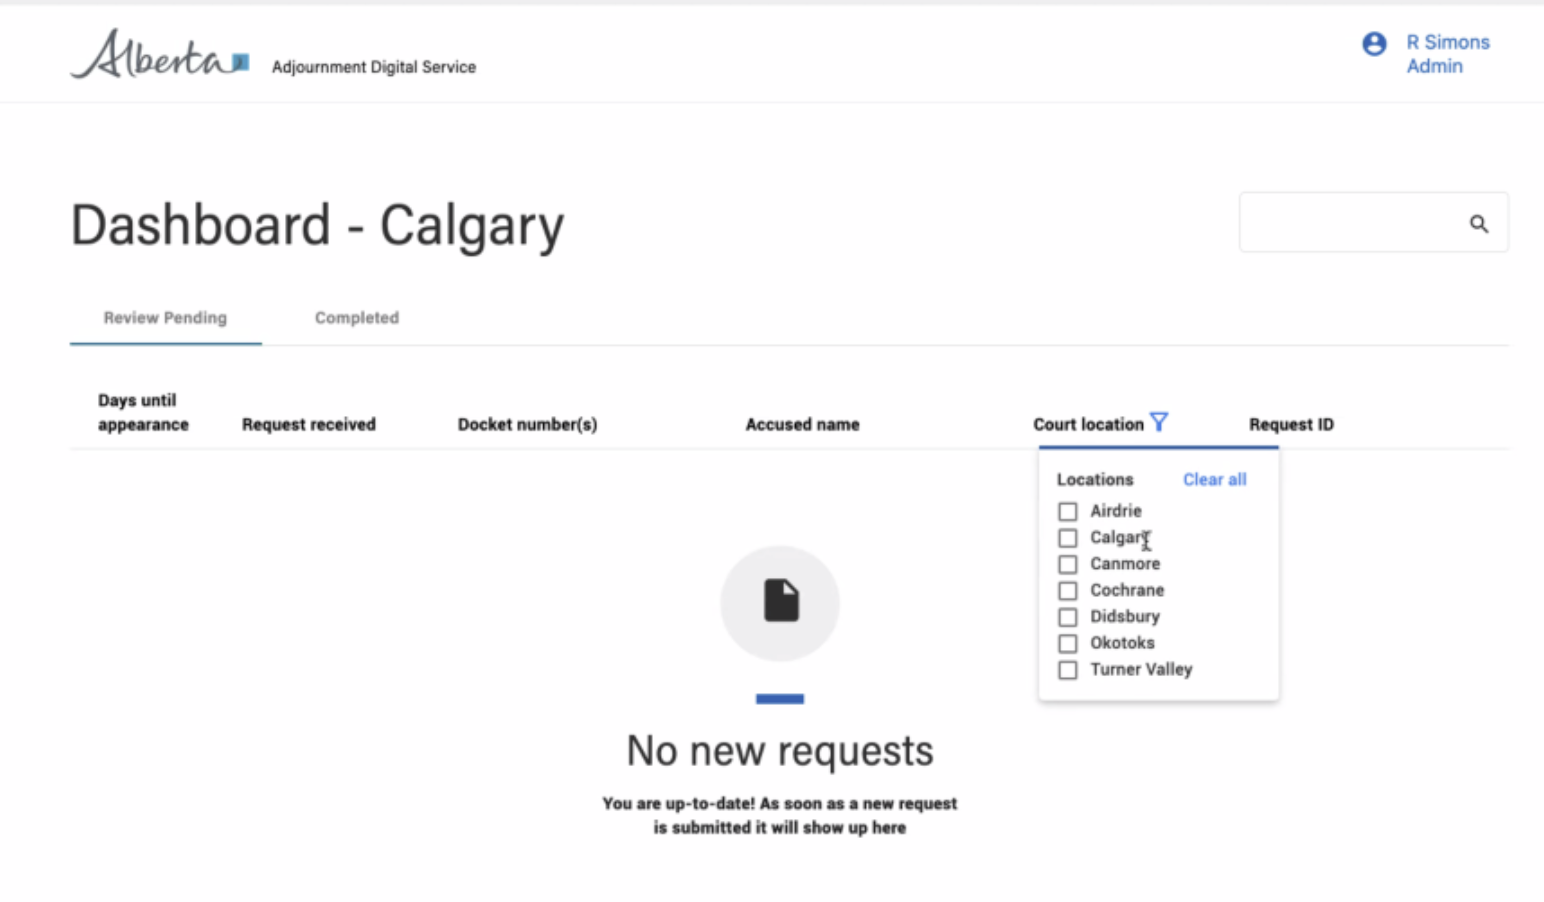 Alberta
Adjournment Digital Service
R Simons
Admin
Dashboard - Calgary
Review Pending
Completed
Days until
appearance
Request received
Docket number(s)
Accused name
Court location
Request ID
Locations
Clear all
Airdrie
Calgary
Canmore
Cochrane
Didsbury
Okotoks
Turner Valley
No new requests
You are up-to-date! As soon as a new request
is submitted it will show up here